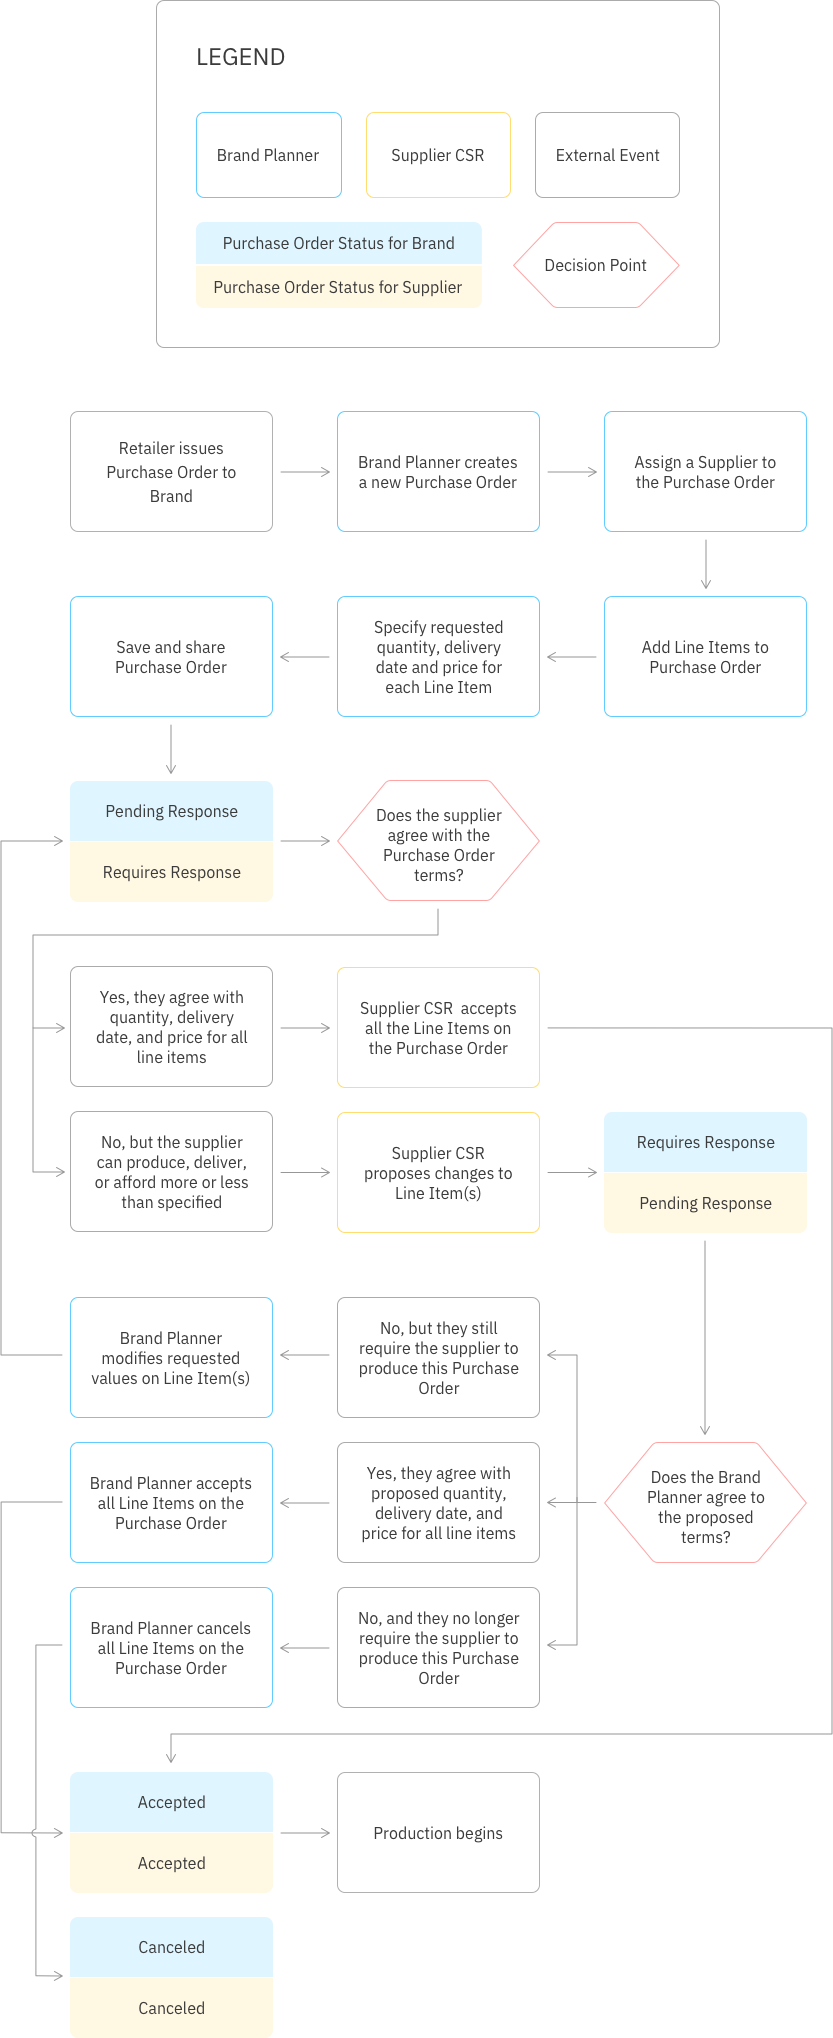 LEGEND
Brand Planner
Supplier CSR
External Event
Purchase Order Status for Brand
Purchase Order Status for Supplier
Decision Point
Retailer issues
Purchase Order to
Brand
Brand Planner creates
a new Purchase Order
Assign a Supplier to
the Purchase Order
Save and share
Purchase Order
Specify requested
quantity, delivery
date and price for
each Line Item
Add Line Items to
Purchase Order
Pending Response
Requires Response
Does the supplier
agree with the
Purchase Order
terms?
Yes, they agree with
quantity, delivery
date, and price for all
line items
Supplier CSR accepts
all the Line Items on
the Purchase Order
No, but the supplier
can produce, deliver,
or afford more or less
than specified
Supplier CSR
proposes changes to
Line Item(s)
Requires Response
Pending Response
Brand Planner
modifies requested
values on Line Item(s)
No, but they still
require the supplier to
produce this Purchase
Order
Brand Planner accepts
all Line Items on the
Purchase Order
Yes, they agree with
proposed quantity,
delivery date, and
price for all line items
Does the Brand
Planner agree to
the proposed
terms?
Brand Planner cancels
all Line Items on the
Purchase Order
No, and they no longer
require the supplier to
produce this Purchase
Order
Accepted
Accepted
Production begins
Canceled
Canceled